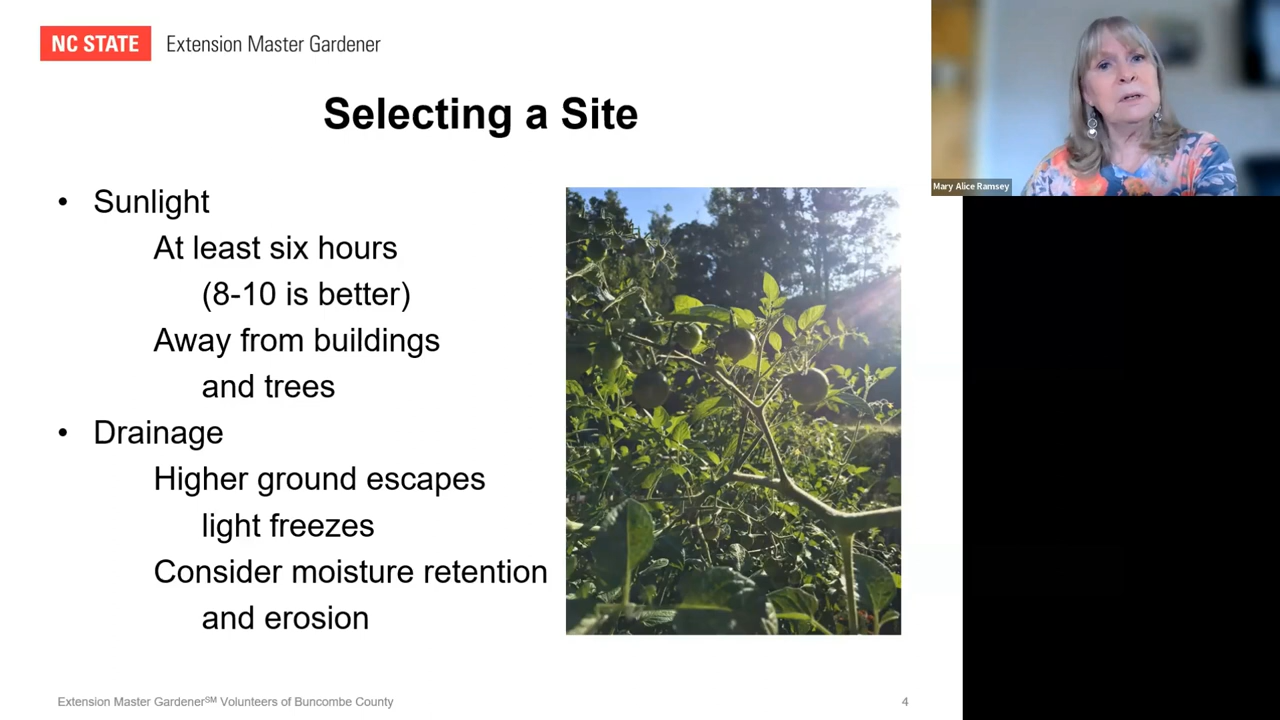 NC STATE Extension Master Gardener
Selecting a Site
• Sunlight
At least six hours
(8-10 is better)
Away from buildings
and trees
• Drainage
Higher ground escapes
light freezes
Consider moisture retention
and erosion
Extension Master Gardener℠ Volunteers of Buncombe County
4
Mary Alice Ramsey